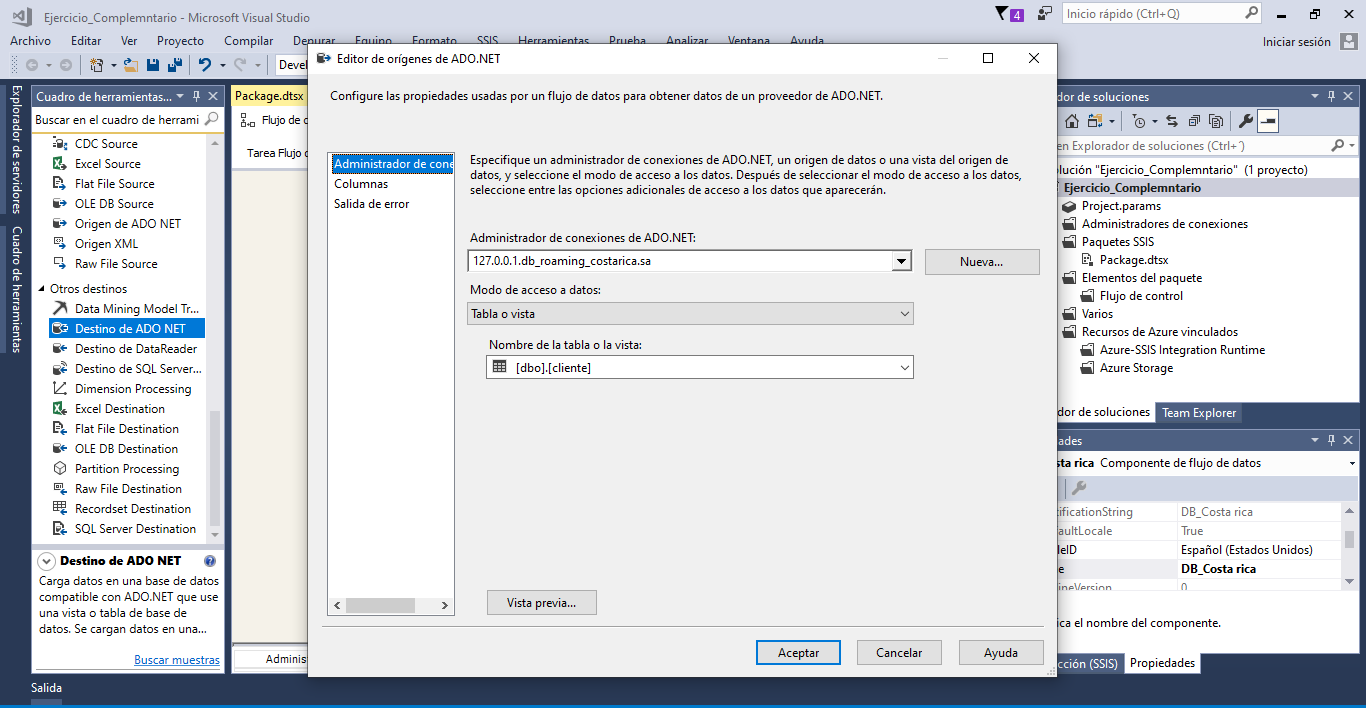 Ejercicio_Complemntario - Microsoft Visual Studio
4
Inicio rápido (Ctrl+Q)
Archivo Editar Ver Proyecto Compilar Depurar Equipo Formato SSIS Herramientas Prueba Analizar Ventana Ayuda
Iniciar sesión
Devel
Explorador de servidores
Cuadro de herramientas
Cuadro de herramientas...
Buscar en el cuadro de herrami
CDC Source
Excel Source
Flat File Source
OLE DB Source
Origen de ADO NET
Origen XML
Raw File Source
Otros destinos
Data Mining Model Tr...
Destino de ADO NET
Destino de DataReader
Destino de SQL Server...
Dimension Processing
Excel Destination
Flat File Destination
OLE DB Destination
Partition Processing
Raw File Destination
Recordset Destination
SQL Server Destination
Destino de ADO NET
Carga datos en una base de datos
compatible con ADO.NET que use
una vista o tabla de base de
datos. Se cargan datos en una...
Buscar muestras
Salida
Package.dtsx
Flujo de c
Tarea Flujo d
Adminis
Editor de orígenes de ADO.NET
Configure las propiedades usadas por un flujo de datos para obtener datos de un proveedor de ADO.NET.
Administrador de cone
Columnas
Salida de error
Especifique un administrador de conexiones de ADO.NET, un origen de datos o una vista del origen de
datos, y seleccione el modo de acceso a los datos. Después de seleccionar el modo de acceso a los datos,
seleccione entre las opciones adicionales de acceso a los datos que aparecerán.
Administrador de conexiones de ADO.NET:
127.0.0.1.db_roaming_costarica.sa
Nueva...
Modo de acceso a datos:
Tabla o vista
Nombre de la tabla o la vista:
[dbo].[cliente]
Vista previa...
Aceptar Cancelar Ayuda
dor de soluciones
en Explorador de soluciones (Ctrl+´)
olución "Ejercicio_Complemntario" (1 proyecto)
Ejercicio_Complemntario
Project.params
Administradores de conexiones
Paquetes SSIS
Package.dtsx
Elementos del paquete
Flujo de control
Varios
Recursos de Azure vinculados
Azure-SSIS Integration Runtime
Azure Storage
dor de soluciones Team Explorer
ades
sta rica Componente de flujo de datos
tificationString DB_Costa rica
aultLocale True
leID Español (Estados Unidos)
e DB_Costa rica
lineVersion 0
ica el nombre del componente.
cción (SSIS) Propiedades